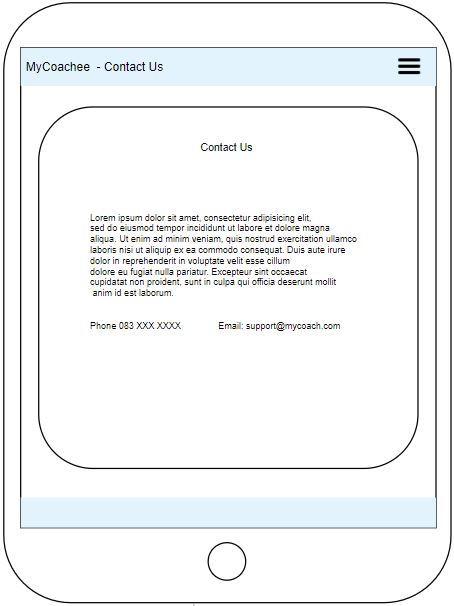 MyCoachee  - Contact Us
Contact Us
Lorem ipsum dolor sit amet, consectetur adipisicing elit,
sed do eiusmod tempor incididunt ut labore et dolore magna
aliqua. Ut enim ad minim veniam, quis nostrud exercitation ullamco
laboris nisi ut aliquip ex ea commodo consequat. Duis aute irure
dolor in reprehenderit in voluptate velit esse cillum
dolore eu fugiat nulla pariatur. Excepteur sint occaecat
cupidatat non proident, sunt in culpa qui officia deserunt mollit
anim id est laborum.
Phone 083 XXX XXXX    Email: support@mycoach.com